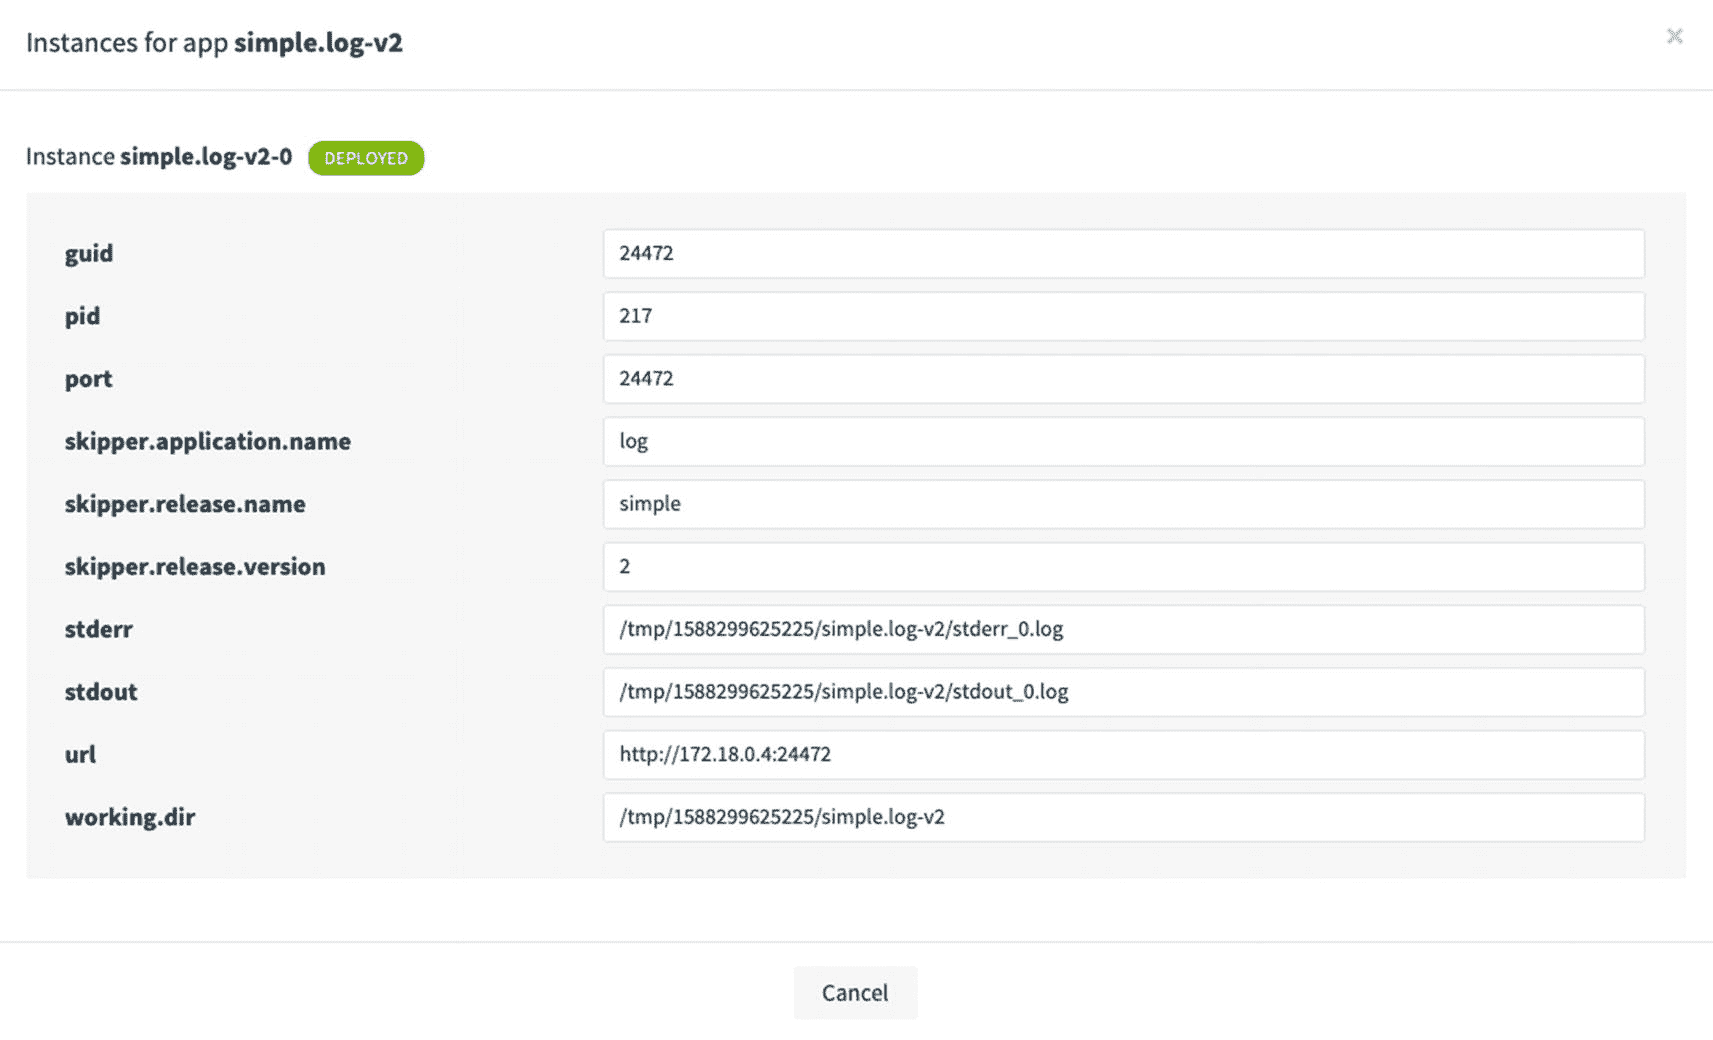 Instances for app simple.log-v2
×
Instance simple.log-v2-0 DEPLOYED
guid 24472
pid 217
port 24472
skipper.application.name log
skipper.release.name simple
skipper.release.version 2
stderr /tmp/1588299625225/simple.log-v2/stderr_0.log
stdout /tmp/1588299625225/simple.log-v2/stdout_0.log
url http://172.18.0.4:24472
working.dir /tmp/1588299625225/simple.log-v2
Cancel